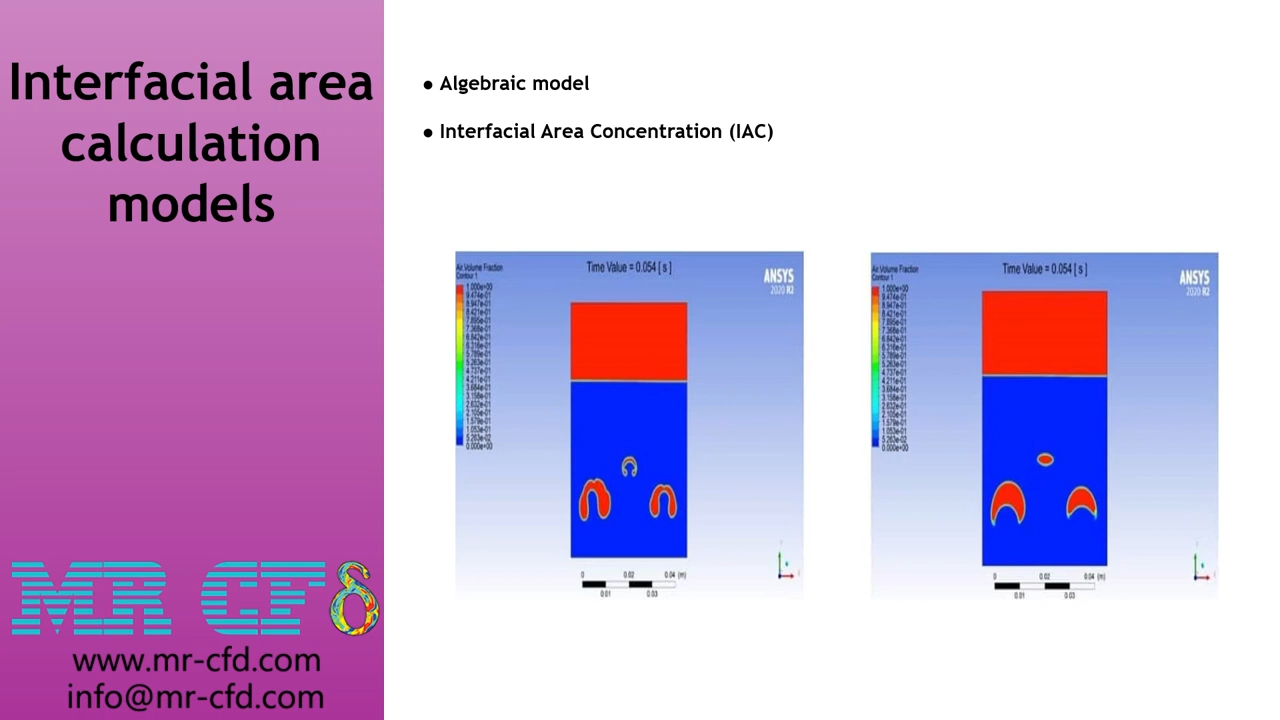 Interfacial area
calculation
models
MR CFδ
www.mr-cfd.com
info@mr-cfd.com
● Algebraic model
● Interfacial Area Concentration (IAC)
Air.Volume Fraction
Contour 1
1.000e+00
9.474e-01
8.947e-01
8.421e-01
7.895e-01
7.368e-01
6.842e-01
6.316e-01
5.789e-01
5.263e-01
4.737e-01
4.211e-01
3.684e-01
3.158e-01
2.632e-01
2.105e-01
1.579e-01
1.053e-01
5.263e-02
0.000e+00
Time Value = 0.054 [ s ]
ANSYS
2020 R2
0 0.02 0.04 (m)
0.01 0.03
Air.Volume Fraction
Contour 1
1.000e+00
9.474e-01
8.947e-01
8.421e-01
7.895e-01
7.368e-01
6.842e-01
6.316e-01
5.789e-01
5.263e-01
4.737e-01
4.211e-01
3.684e-01
3.158e-01
2.632e-01
2.105e-01
1.579e-01
1.053e-01
5.263e-02
0.000e+00
Time Value = 0.054 [ s ]
ANSYS
2020 R2
0 0.02 0.04 (m)
0.01 0.03